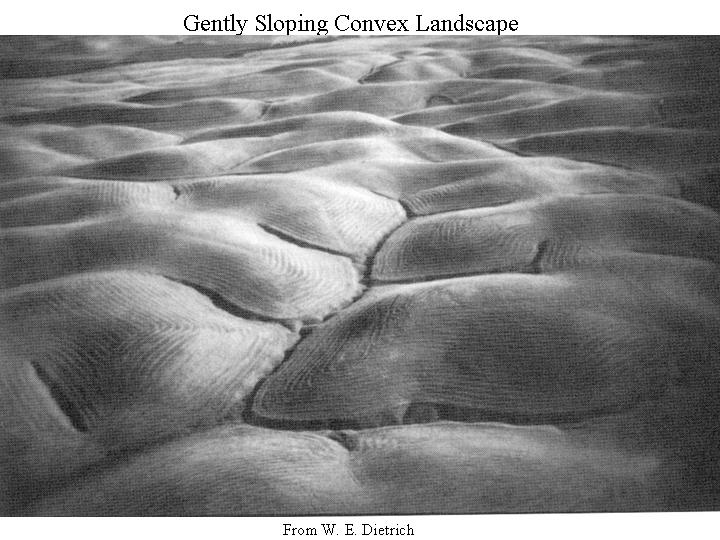 Gently Sloping Convex Landscape
From W. E. Dietrich